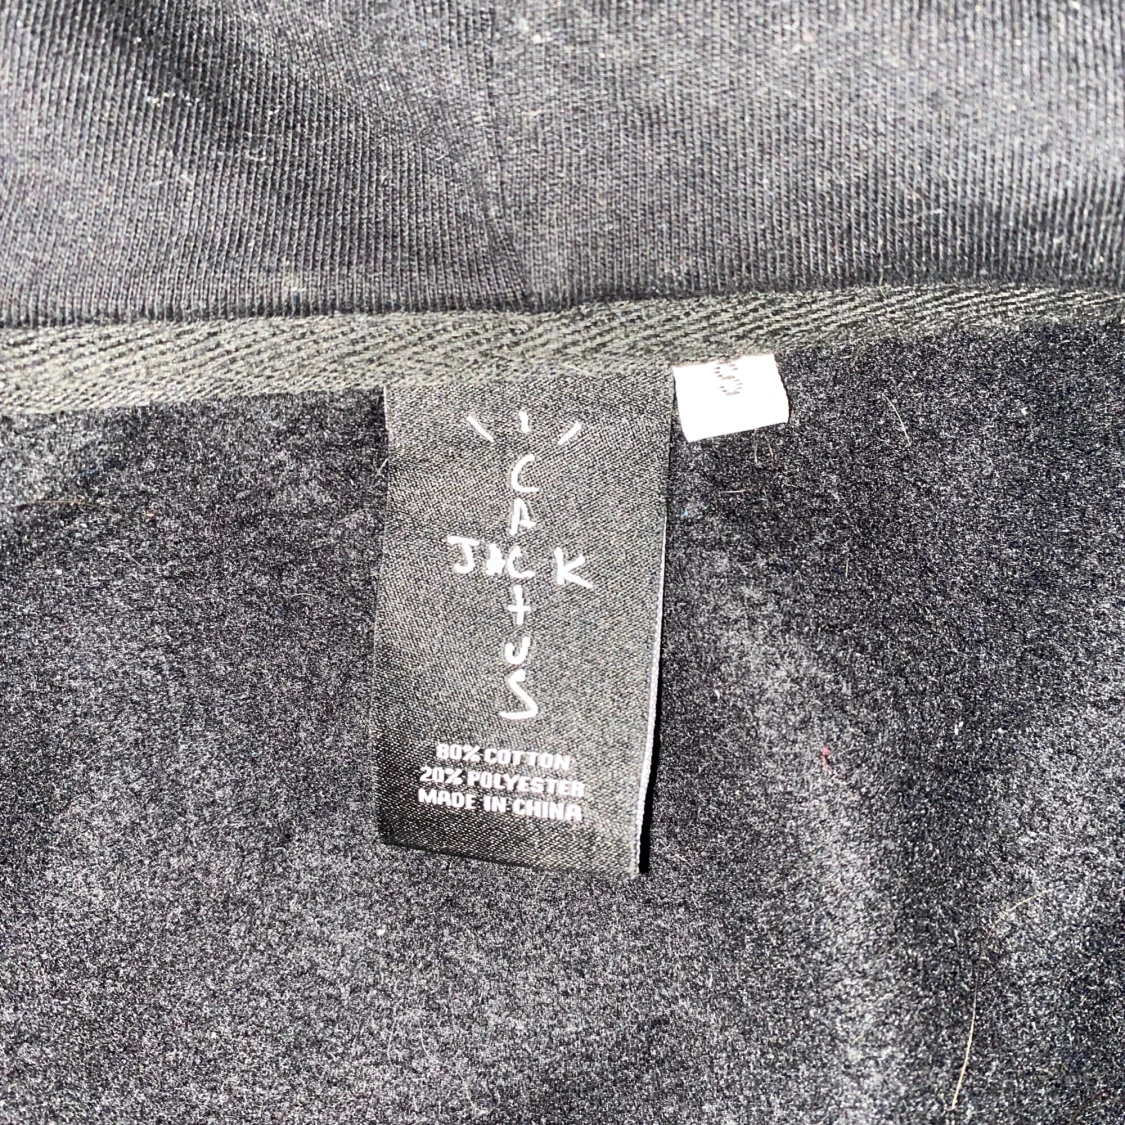 CACTUS
JACK
80% COTTON
20% POLYESTER
MADE IN CHINA
S